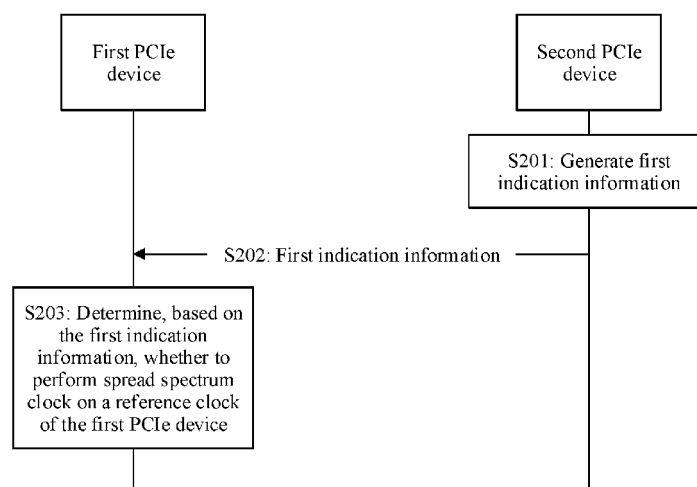 First PCIe
device
Second PCIe
device
S201: Generate first
indication information
S202: First indication information
S203: Determine, based on
the first indication
information, whether to
perform spread spectrum
clock on a reference clock
of the first PCIe device